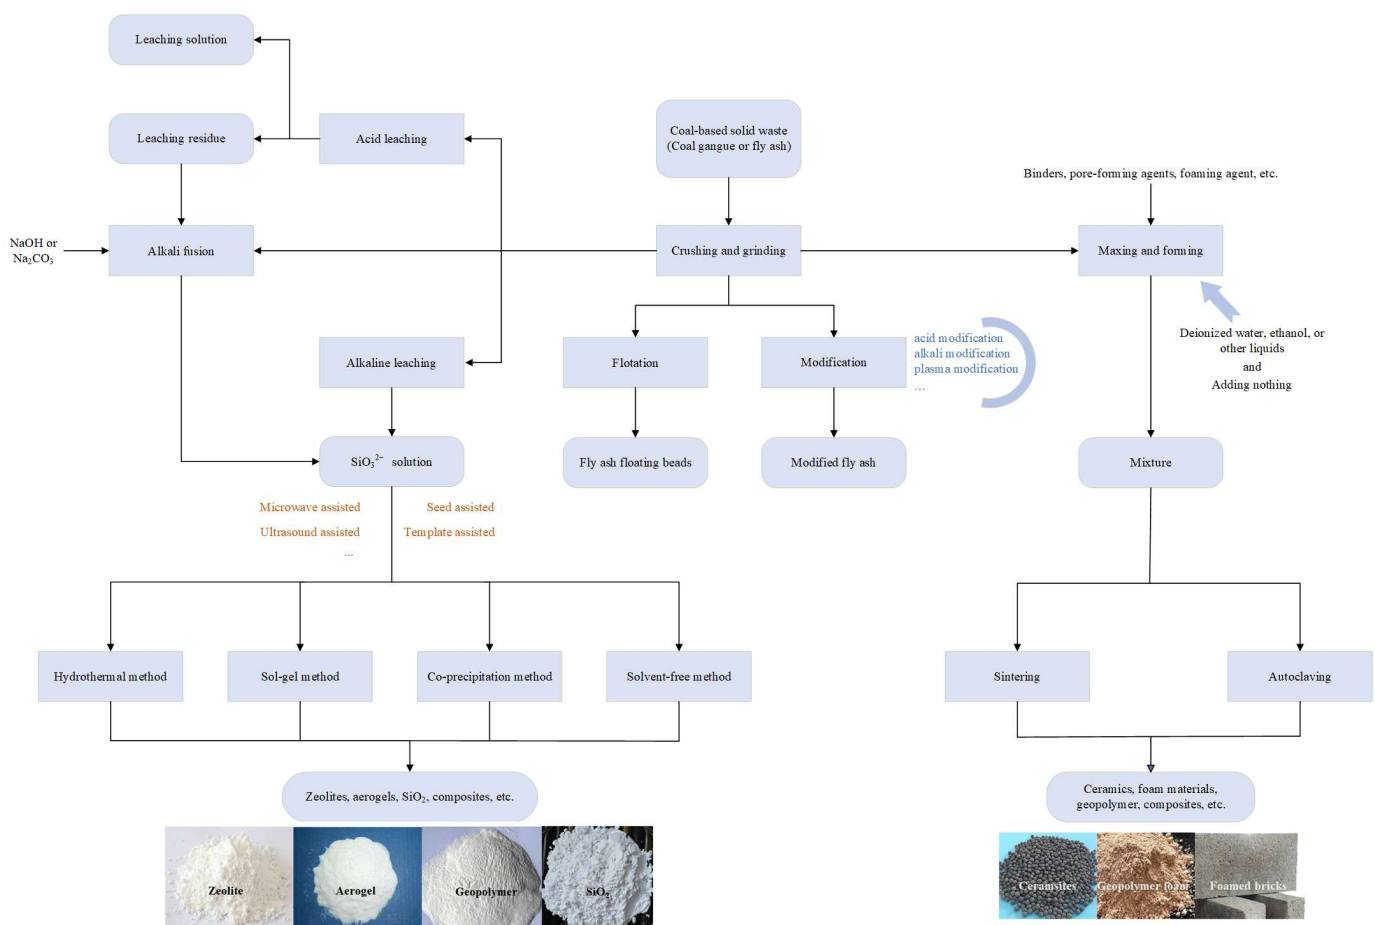 Leaching solution
Leaching residue
Acid leaching
Coal-based solid waste
(Coal gangue or fly ash)
Binders, pore-forming agents, foaming agent, etc.
NaOH or
Na₂CO₃
Alkali fusion
Crushing and grinding
Maxing and forming
Alkaline leaching
Flotation
Modification
acid modification
alkali modification
plasma modification
...
Deionized water, ethanol, or
other liquids
and
Adding nothing
SiO₃²⁻ solution
Fly ash floating beads
Modified fly ash
Mixture
Microwave assisted
Seed assisted
Ultrasound assisted
Template assisted
...
Hydrothermal method
Sol-gel method
Co-precipitation method
Solvent-free method
Sintering
Autoclaving
Zeolites, aerogels, SiO₂, composites, etc.
Ceramics, foam materials,
geopolymer, composites, etc.
Zeolite
Aerogel
Geopolymer
SiO₂
Ceramsites
Geopolymer foam
Foamed bricks